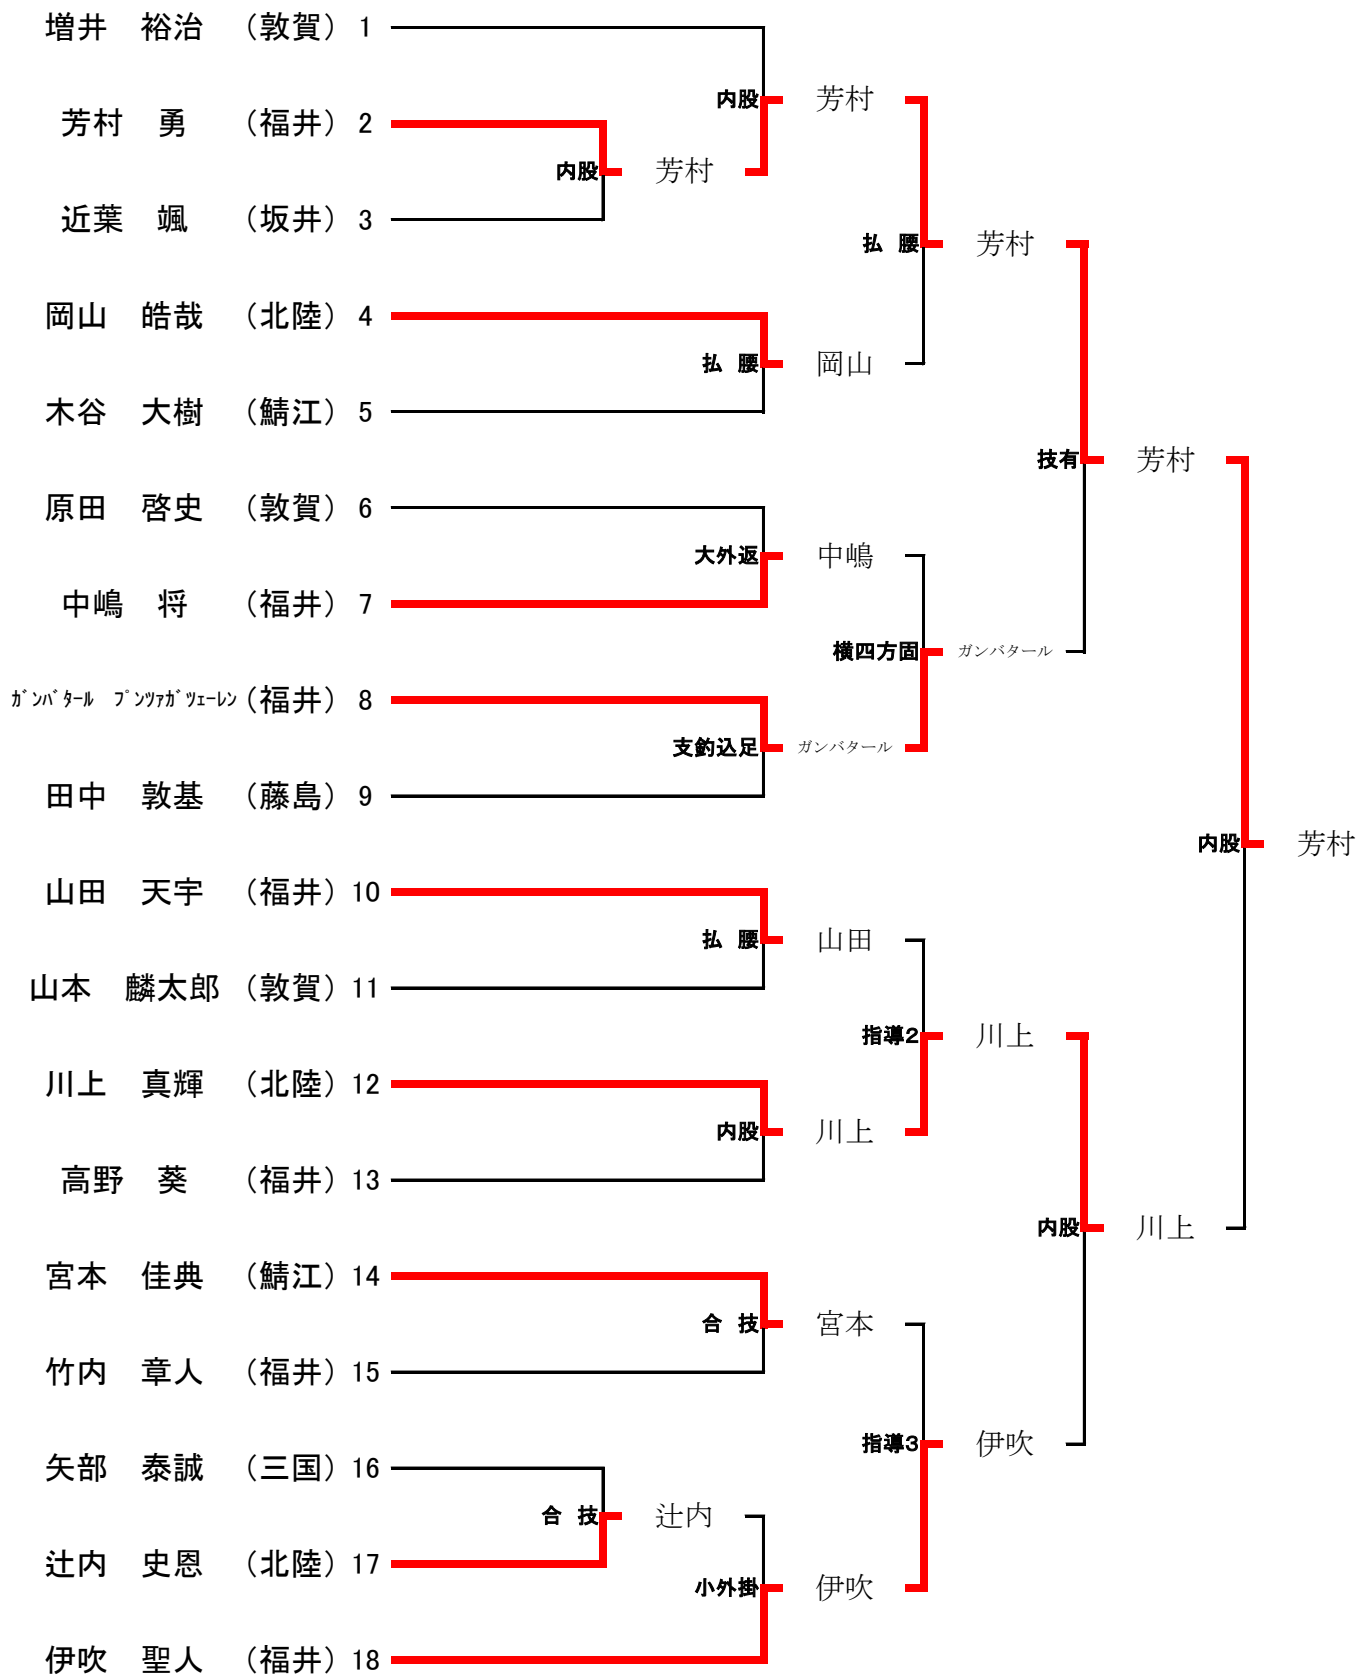 増井　裕治　（敦賀） 1
内股 芳村
芳村　勇　（福井） 2
内股 芳村
近葉　颯　（坂井） 3
払 腰 芳村
岡山　皓哉　（北陸） 4
払 腰 岡山
木谷　大樹　（鯖江） 5
技有 芳村
原田　啓史　（敦賀） 6
大外返 中嶋
中嶋　将　（福井） 7
横四方固 ガンバタール
ｶﾞﾝﾊﾞﾀｰﾙ　ﾌﾟﾝﾂｧｶﾞﾂｪｰﾚﾝ （福井） 8
支釣込足 ガンバタール
田中　敦基　（藤島） 9
内股 芳村
山田　天宇　（福井） 10
払 腰 山田
山本　麟太郎　（敦賀） 11
指導2 川上
川上　真輝　（北陸） 12
内股 川上
高野　葵　（福井） 13
内股 川上
宮本　佳典　（鯖江） 14
合 技 宮本
竹内　章人　（福井） 15
指導3 伊吹
矢部　泰誠　（三国） 16
合 技 辻内
辻内　史恩　（北陸） 17
小外掛 伊吹
伊吹　聖人　（福井） 18